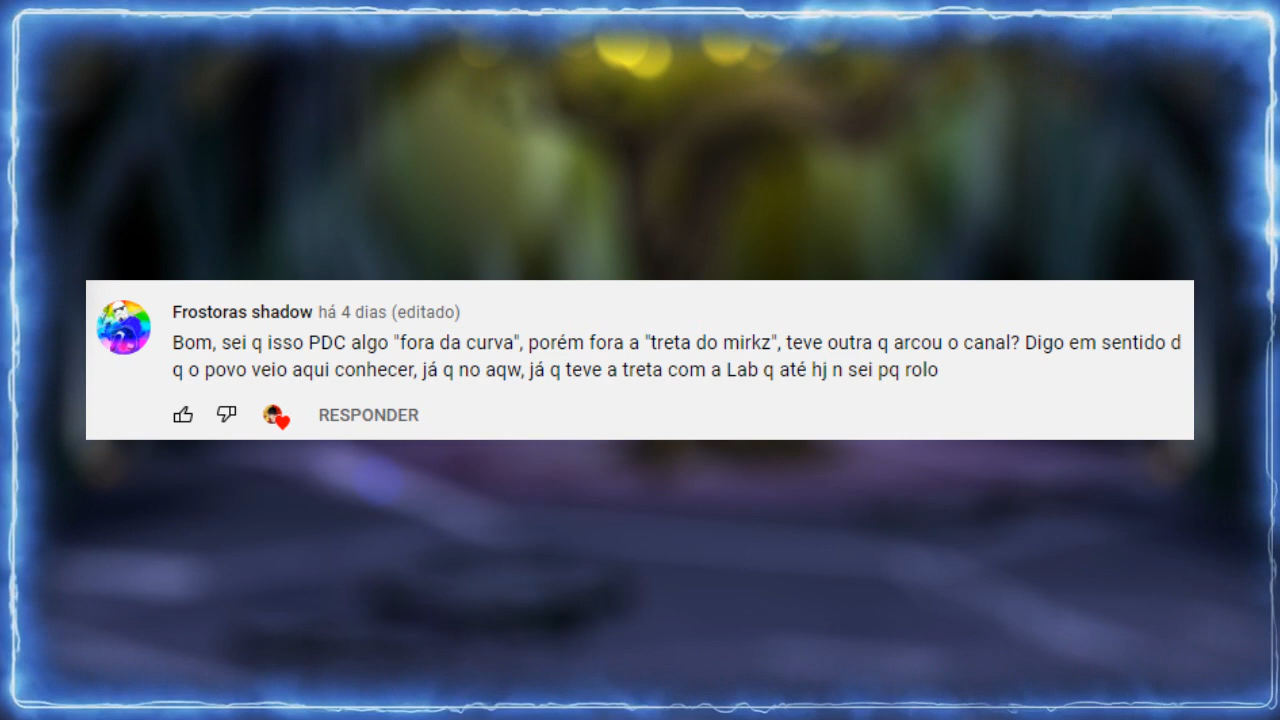 Frostoras shadow há 4 dias (editado)
Bom, sei q isso PDC algo "fora da curva", porém fora a "treta do mirkz", teve outra q arcou o canal? Digo em sentido d
q o povo veio aqui conhecer, já q no aqw, já q teve a treta com a Lab q até hj n sei pq rolo
RESPONDER